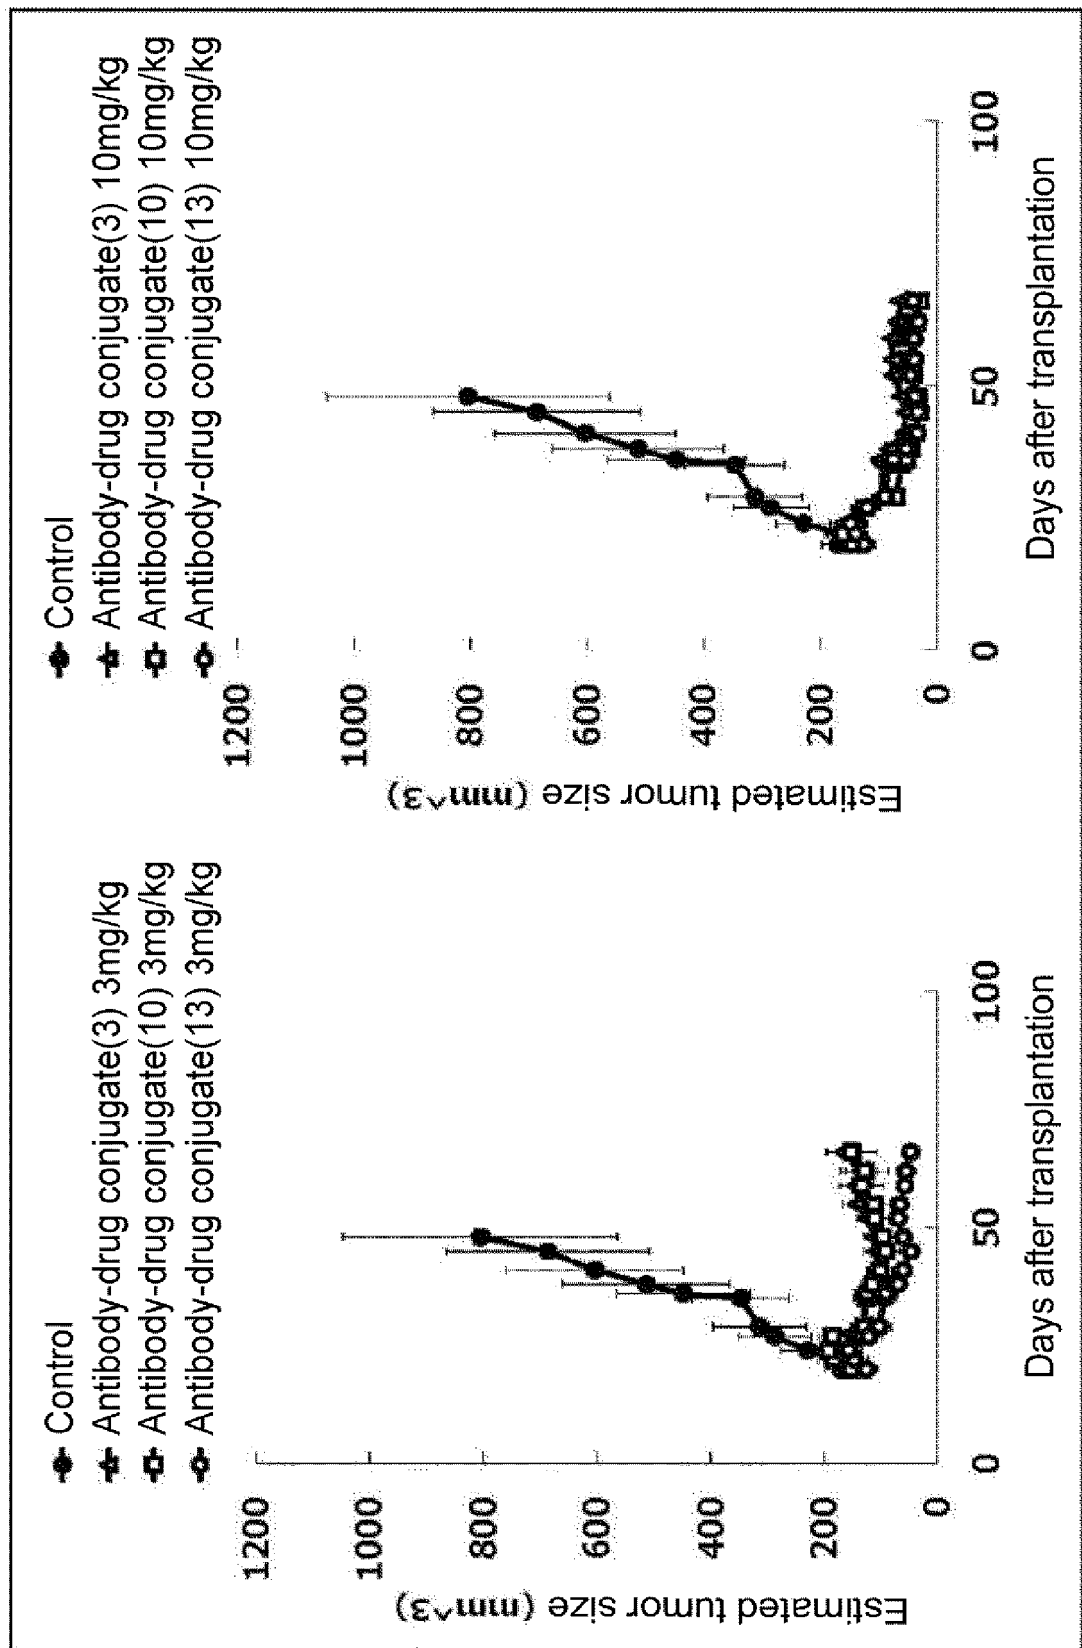 Control
Antibody-drug conjugate(3) 3mg/kg
Antibody-drug conjugate(10) 3mg/kg
Antibody-drug conjugate(13) 3mg/kg
Estimated tumor size (mm^3)
1200
1000
800
600
400
200
0
0
50
100
Days after transplantation
Control
Antibody-drug conjugate(3) 10mg/kg
Antibody-drug conjugate(10) 10mg/kg
Antibody-drug conjugate(13) 10mg/kg
Estimated tumor size (mm^3)
1200
1000
800
600
400
200
0
0
50
100
Days after transplantation